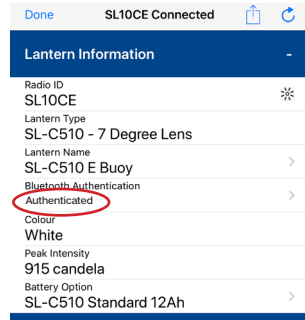 Done SL10CE Connected
Lantern Information -
Radio ID
SL10CE
Lantern Type
SL-C510 - 7 Degree Lens
Lantern Name
SL-C510 E Buoy
Bluetooth Authentication
Authenticated
Colour
White
Peak Intensity
915 candela
Battery Option
SL-C510 Standard 12Ah